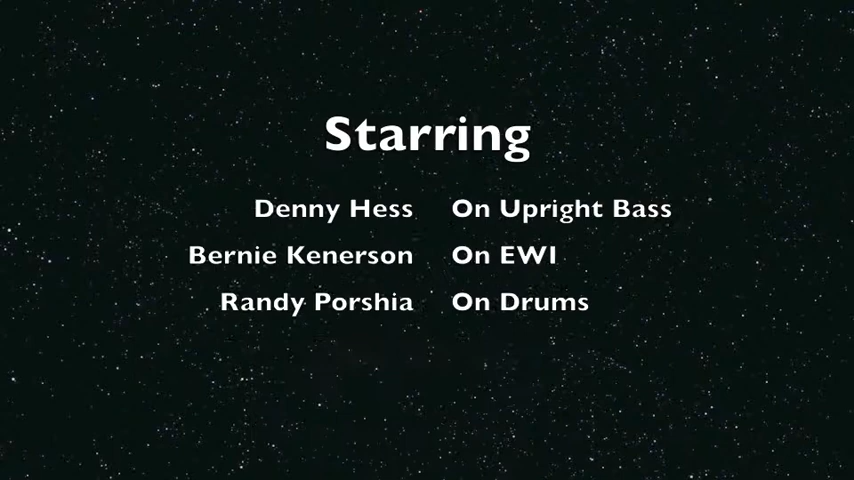 Starring
Denny Hess On Upright Bass
Bernie Kenerson On EWI
Randy Porshia On Drums